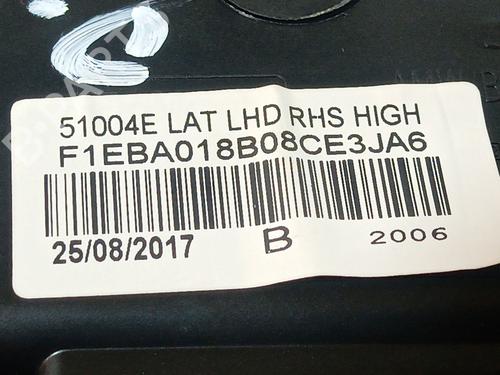 51004E LAT LHD RHS HIGH
F1EBA018B08CE3JA6
25/08/2017 B 2006